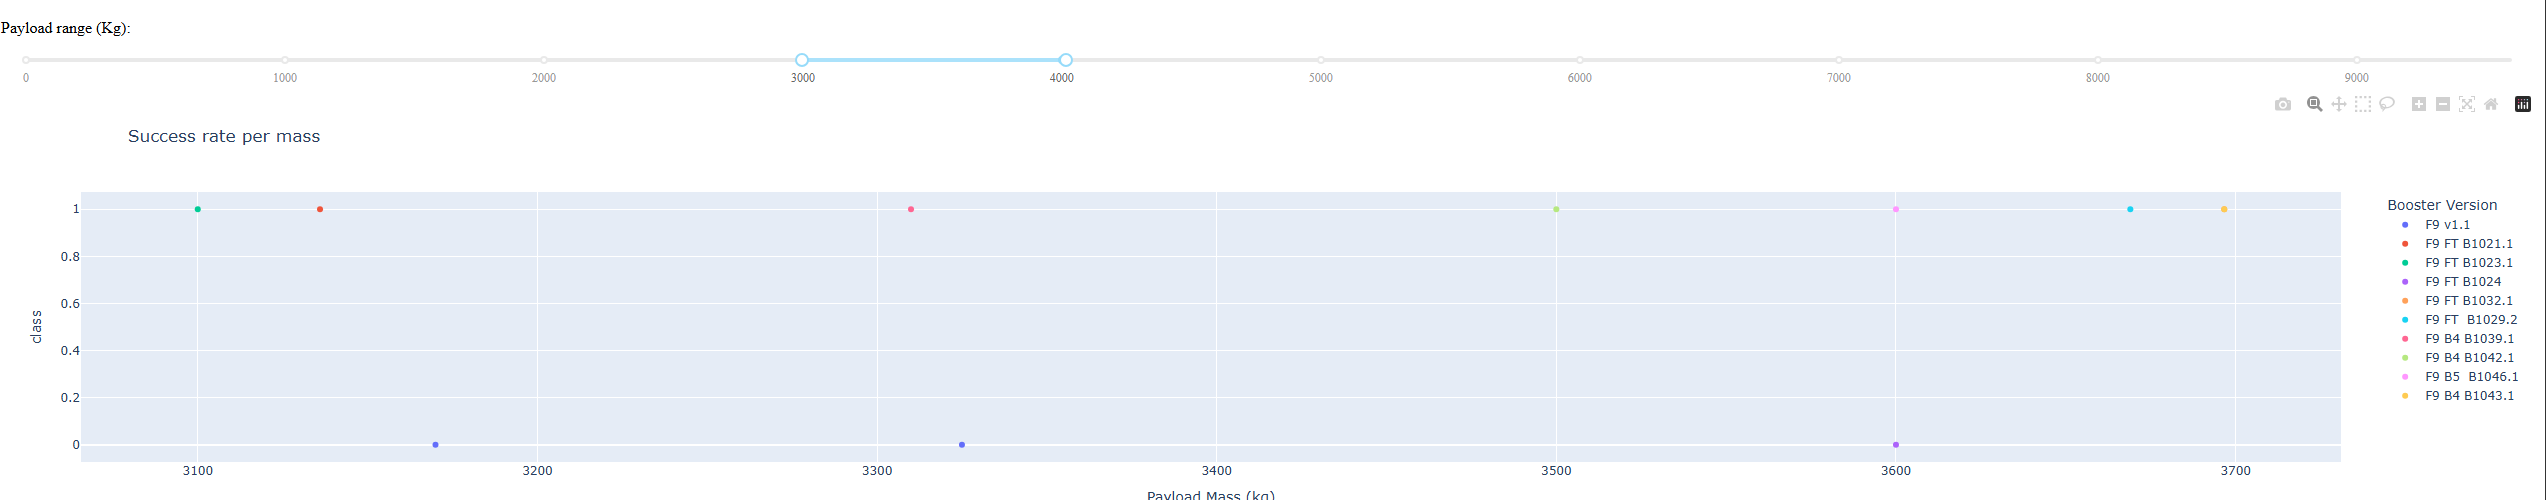 Payload range (Kg):
0 1000 2000 3000 4000 5000 6000 7000 8000 9000
Success rate per mass
Booster Version
F9 v1.1
F9 FT B1021.1
F9 FT B1023.1
F9 FT B1024
F9 FT B1032.1
F9 FT  B1029.2
F9 B4 B1039.1
F9 B4 B1042.1
F9 B5  B1046.1
F9 B4 B1043.1
class
1
0.8
0.6
0.4
0.2
0
3100 3200 3300 3400 3500 3600 3700
Payload Mass (kg)